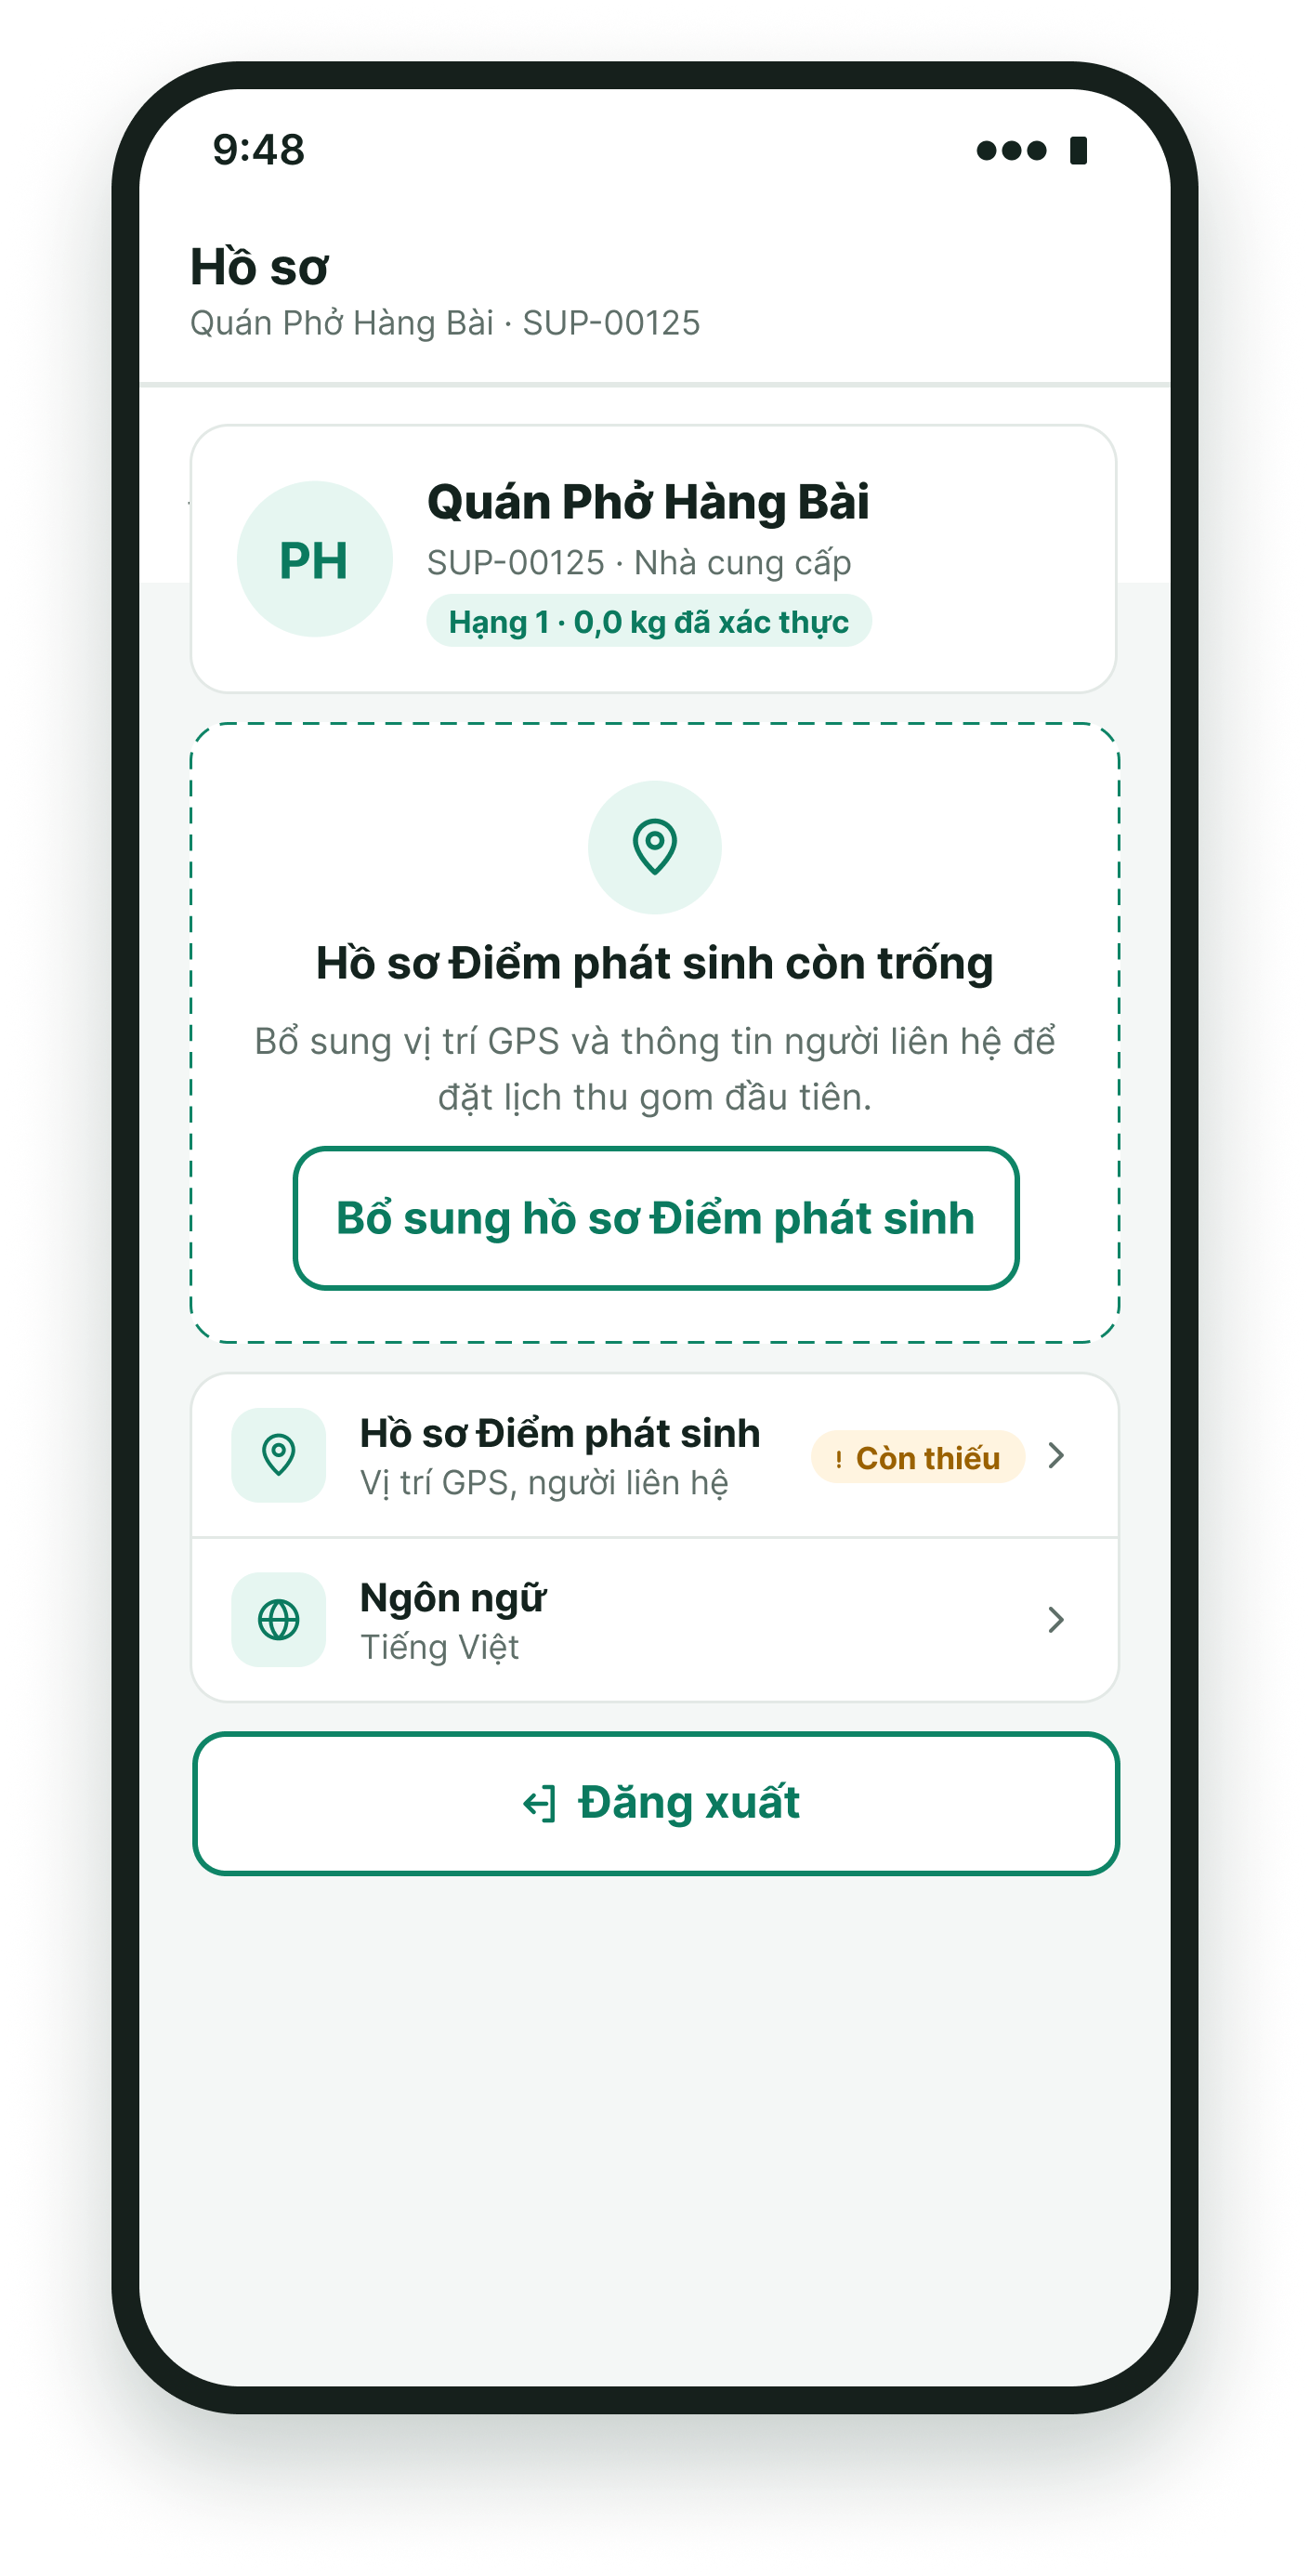 9:48
Hồ sơ
Quán Phở Hàng Bài · SUP-00125
PH
Quán Phở Hàng Bài
SUP-00125 · Nhà cung cấp
Hạng 1 · 0,0 kg đã xác thực
Hồ sơ Điểm phát sinh còn trống
Bổ sung vị trí GPS và thông tin người liên hệ để
đặt lịch thu gom đầu tiên.
Bổ sung hồ sơ Điểm phát sinh
Hồ sơ Điểm phát sinh
Vị trí GPS, người liên hệ
! Còn thiếu
Ngôn ngữ
Tiếng Việt
Đăng xuất